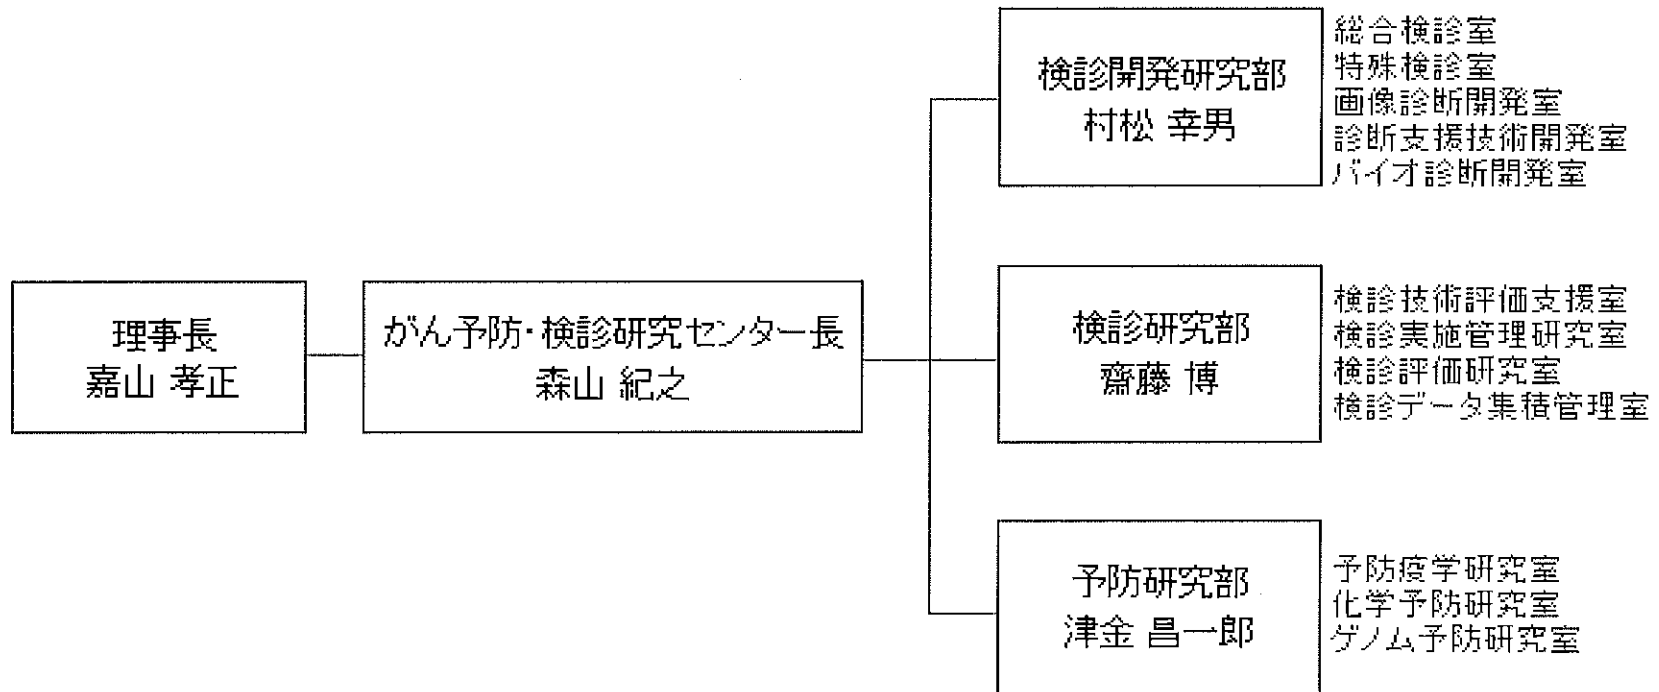 理事長
嘉山 孝正
がん予防・検診研究センター長
森山 紀之
検診開発研究部
村松 幸男
総合検診室
特殊検診室
画像診断開発室
診断支援技術開発室
バイオ診断開発室
検診研究部
齋藤 博
検診技術評価支援室
検診実施管理研究室
検診評価研究室
検診データ集積管理室
予防研究部
津金 昌一郎
予防疫学研究室
化学予防研究室
ゲノム予防研究室